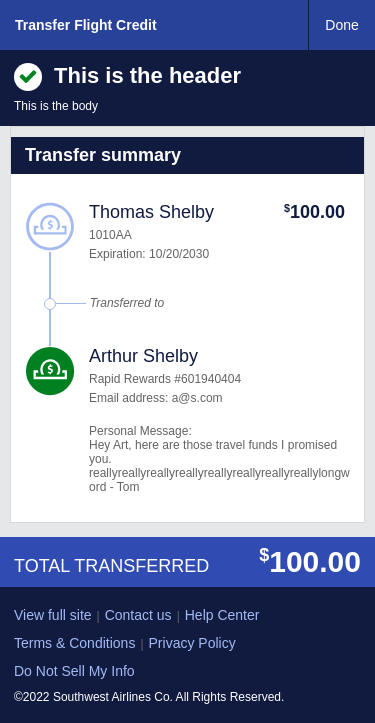 Transfer Flight Credit
Done
This is the header
This is the body
Transfer summary
Thomas Shelby
$100.00
1010AA
Expiration: 10/20/2030
Transferred to
Arthur Shelby
Rapid Rewards #601940404
Email address: a@s.com
Personal Message:
Hey Art, here are those travel funds I promised
you.
reallyreallyreallyreallyreallyreallyreallyreallylongw
ord - Tom
TOTAL TRANSFERRED
$100.00
View full site | Contact us | Help Center
Terms & Conditions | Privacy Policy
Do Not Sell My Info
©2022 Southwest Airlines Co. All Rights Reserved.